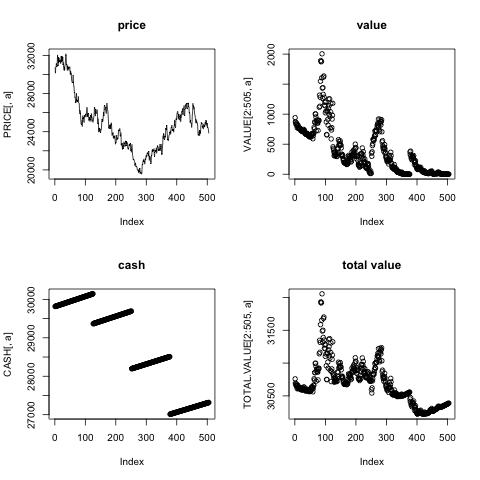 price
PRICE[, a]
20000 24000 28000 32000
0 100 200 300 400 500
Index
value
VALUE[2:505, a]
0 500 1000 2000
0 100 200 300 400 500
Index
cash
CASH[, a]
27000 28000 29000 30000
0 100 200 300 400 500
Index
total value
TOTAL.VALUE[2:505, a]
30500 31500
0 100 200 300 400 500
Index